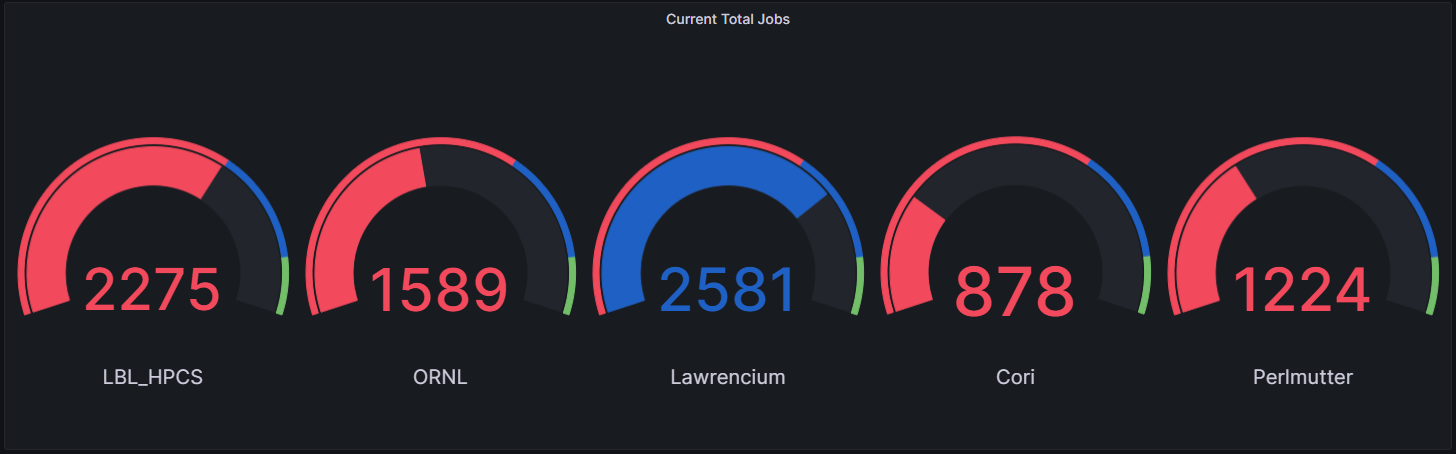 Current Total Jobs
2275
1589
2581
878
1224
LBL_HPCS
ORNL
Lawrencium
Cori
Perlmutter